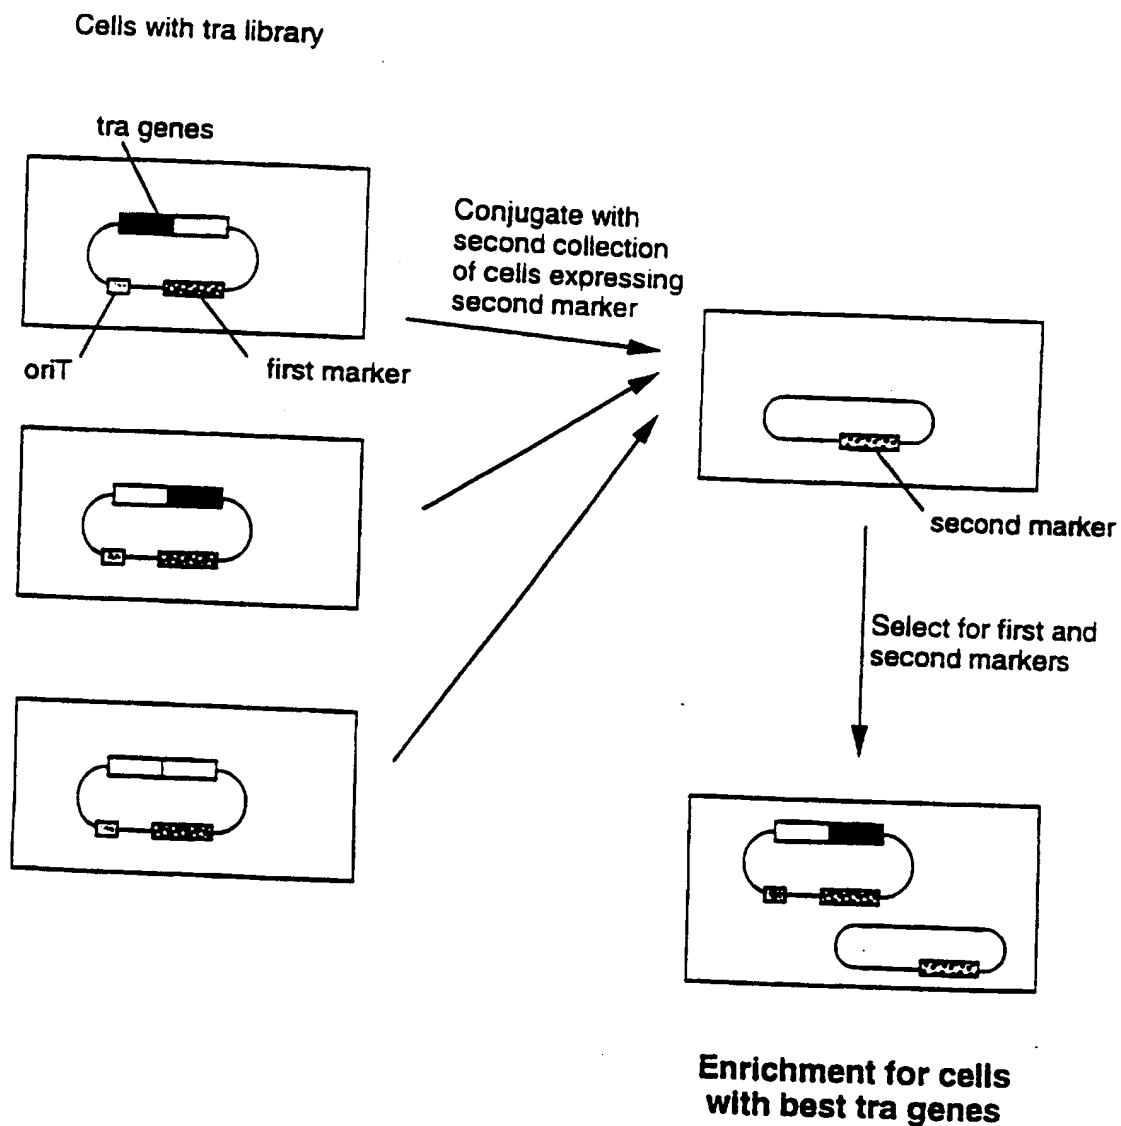 Cells with tra library
tra genes
Conjugate with
second collection
of cells expressing
second marker
oriT
first marker
second marker
Select for first and
second markers
Enrichment for cells
with best tra genes